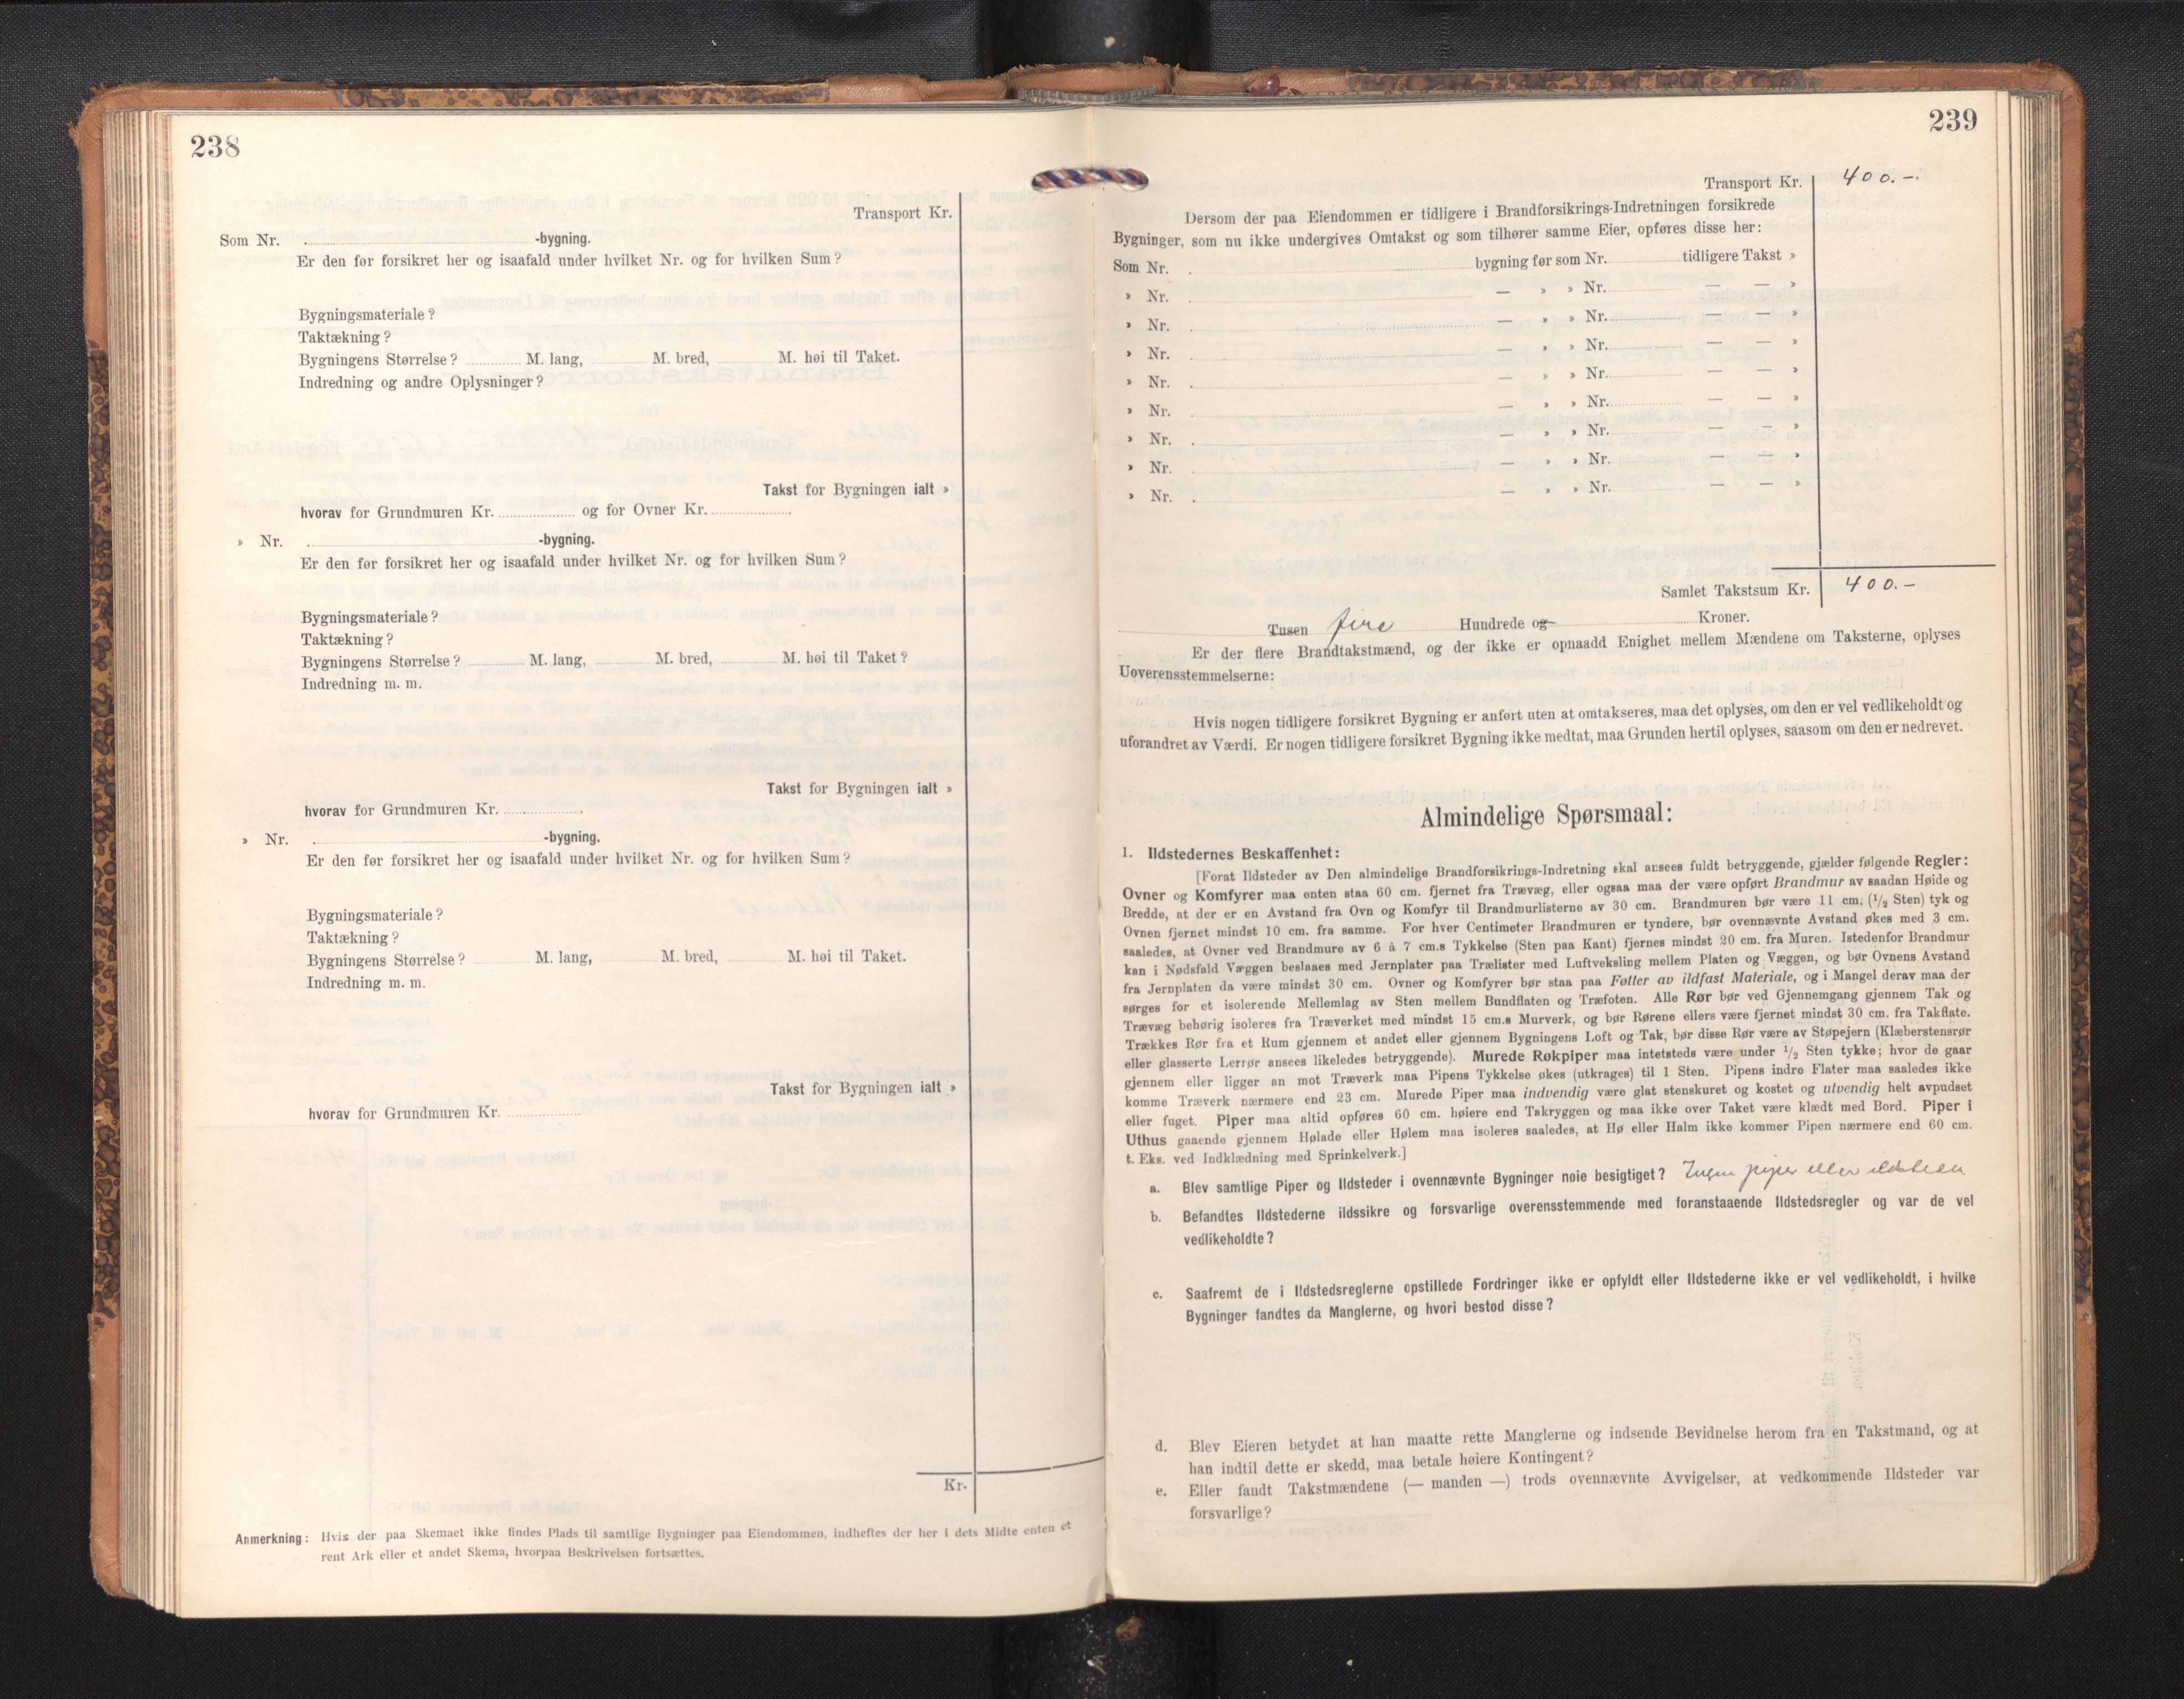 238
Transport Kr.
Som Nr. -bygning.
Er den før forsikret her og isaafald under hvilket Nr. og for hvilken Sum?
Bygningsmateriale?
Taktækning?
Bygningens Størrelse? M. lang, M. bred, M. høi til Taket.
Indredning og andre Oplysninger?
Takst for Bygningen ialt »
hvorav for Grundmuren Kr. og for Ovner Kr.
» Nr. -bygning.
Er den før forsikret her og isaafald under hvilket Nr. og for hvilken Sum?
Bygningsmateriale?
Taktækning?
Bygningens Størrelse? M. lang, M. bred, M. høi til Taket?
Indredning m. m.
Takst for Bygningen ialt »
hvorav for Grundmuren Kr.
» Nr. -bygning.
Er den før forsikret her og isaafald under hvilket Nr. og for hvilken Sum?
Bygningsmateriale?
Taktækning?
Bygningens Størrelse? M. lang, M. bred, M. høi til Taket.
Indredning m. m.
Takst for Bygningen ialt »
hvorav for Grundmuren Kr.
Kr.
Anmerkning: Hvis der paa Skemaet ikke findes Plads til samtlige Bygninger paa Eiendommen, indheftes der her i dets Midte enten et
rent Ark eller et andet Skema, hvorpaa Beskrivelsen fortsættes.
239
Transport Kr. 400.-
Dersom der paa Eiendommen er tidligere i Brandforsikrings-Indretningen forsikrede
Bygninger, som nu ikke undergives Omtakst og som tilhører samme Eier, opføres disse her:
Som Nr. bygning før som Nr. tidligere Takst »
» Nr. — » » Nr. — — »
» Nr. — » » Nr. — — »
» Nr. — » » Nr. — — »
» Nr. — » » Nr. — — »
» Nr. — » » Nr. — — »
» Nr. — » » Nr. — — »
» Nr. — » » Nr. — — »
» Nr. — » » Nr. — — »
Samlet Takstsum Kr. 400.-
Tusen fire Hundrede og Kroner.
Er der flere Brandtakstmænd, og der ikke er opnaadd Enighet mellem Mændene om Taksterne, oplyses
Uoverensstemmelserne:
Hvis nogen tidligere forsikret Bygning er anført uten at omtakseres, maa det oplyses, om den er vel vedlikeholdt og
uforandret av Værdi. Er nogen tidligere forsikret Bygning ikke medtat, maa Grunden hertil oplyses, saasom om den er nedrevet.
Almindelige Spørsmaal:
1. Ildstedernes Beskaffenhet:
[Forat Ildsteder av Den almindelige Brandforsikrings-Indretning skal ansees fuldt betryggende, gjælder følgende Regler:
Ovner og Komfyrer maa enten staa 60 cm. fjernet fra Trævæg, eller ogsaa maa der være opført Brandmur av saadan Høide og
Bredde, at der er en Avstand fra Ovn og Komfyr til Brandmurlisterne av 30 cm. Brandmuren bør være 11 cm. (1/2 Sten) tyk og
Ovnen fjernet mindst 10 cm. fra samme. For hver Centimeter Brandmuren er tyndere, bør ovennævnte Avstand økes med 3 cm.
saaledes, at Ovner ved Brandmure av 6 à 7 cm.s Tykkelse (Sten paa Kant) fjernes mindst 20 cm. fra Muren. Istedenfor Brandmur
kan i Nødsfald Væggen beslaaes med Jernplater paa Trælister med Luftveksling mellem Platen og Væggen, og bør Ovnens Avstand
fra Jernplaten da være mindst 30 cm. Ovner og Komfyrer bør staa paa Føtter av ildfast Materiale, og i Mangel derav maa der
sørges for et isolerende Mellemlag av Sten mellem Bundflaten og Træfoten. Alle Rør bør ved Gjennemgang gjennem Tak og
Trævæg behørig isoleres fra Træverket med mindst 15 cm.s Murverk, og bør Rørene ellers være fjernet mindst 30 cm. fra Takflate.
Trækkes Rør fra et Rum gjennem et andet eller gjennem Bygningens Loft og Tak, bør disse Rør være av Støpejern (Klæberstensrør
eller glasserte Lerrør ansees likeledes betryggende). Murede Røkpiper maa intetsteds være under 1/2 Sten tykke; hvor de gaar
gjennem eller ligger an mot Træverk maa Pipens Tykkelse økes (utkrages) til 1 Sten. Pipens indre Flater maa saaledes ikke
komme Træverk nærmere end 23 cm. Murede Piper maa indvendig være glat stenskuret og kostet og utvendig helt avpudset
eller fuget. Piper maa altid opføres 60 cm. høiere end Takryggen og maa ikke over Taket være klædt med Bord. Piper i
Uthus gaaende gjennem Hølade eller Hølem maa isoleres saaledes, at Hø eller Halm ikke kommer Pipen nærmere end 60 cm.
t. Eks. ved Indklædning med Sprinkelverk.]
a. Blev samtlige Piper og Ildsteder i ovennævnte Bygninger nøie besigtiget? Ingen piper eller ildsteder
b. Befandtes Ildstederne ildssikre og forsvarlige overensstemmende med foranstaaende Ildstedsregler og var de vel
vedlikeholdte?
c. Saafremt de i Ildstedsreglerne opstillede Fordringer ikke er opfyldt eller Ildstederne ikke er vel vedlikeholdt, i hvilke
Bygninger fandtes da Manglerne, og hvori bestod disse?
d. Blev Eieren betydet at han maatte rette Manglerne og indsende Bevidnelse herom fra en Takstmand, og at
han indtil dette er skedd, maa betale høiere Kontingent?
e. Eller fandt Takstmændene (— manden —) trods ovennævnte Avvigelser, at vedkommende Ildsteder var
forsvarlige?